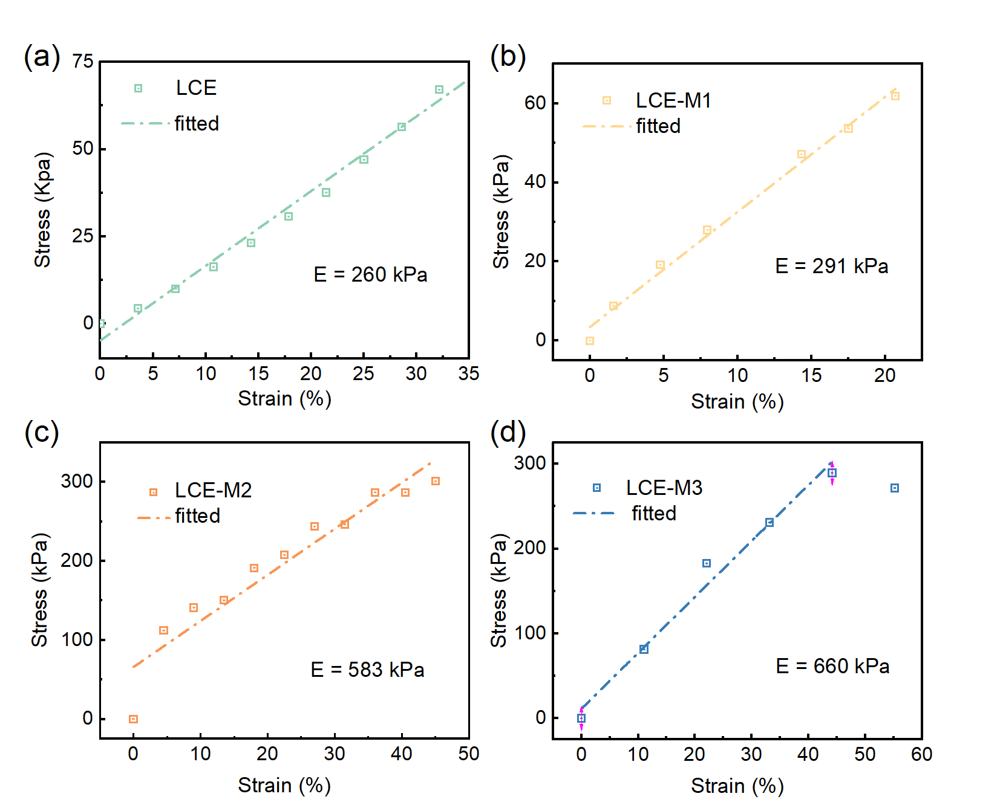 (a)
75
50
25
0
Stress (Kpa)
LCE
fitted
E = 260 kPa
0 5 10 15 20 25 30 35
Strain (%)
(b)
60
40
20
0
Stress (kPa)
LCE-M1
fitted
E = 291 kPa
0 5 10 15 20
Strain (%)
(c)
300
200
100
0
Stress (kPa)
LCE-M2
fitted
E = 583 kPa
0 10 20 30 40 50
Strain (%)
(d)
300
200
100
0
Stress (kPa)
LCE-M3
fitted
E = 660 kPa
0 10 20 30 40 50 60
Strain (%)